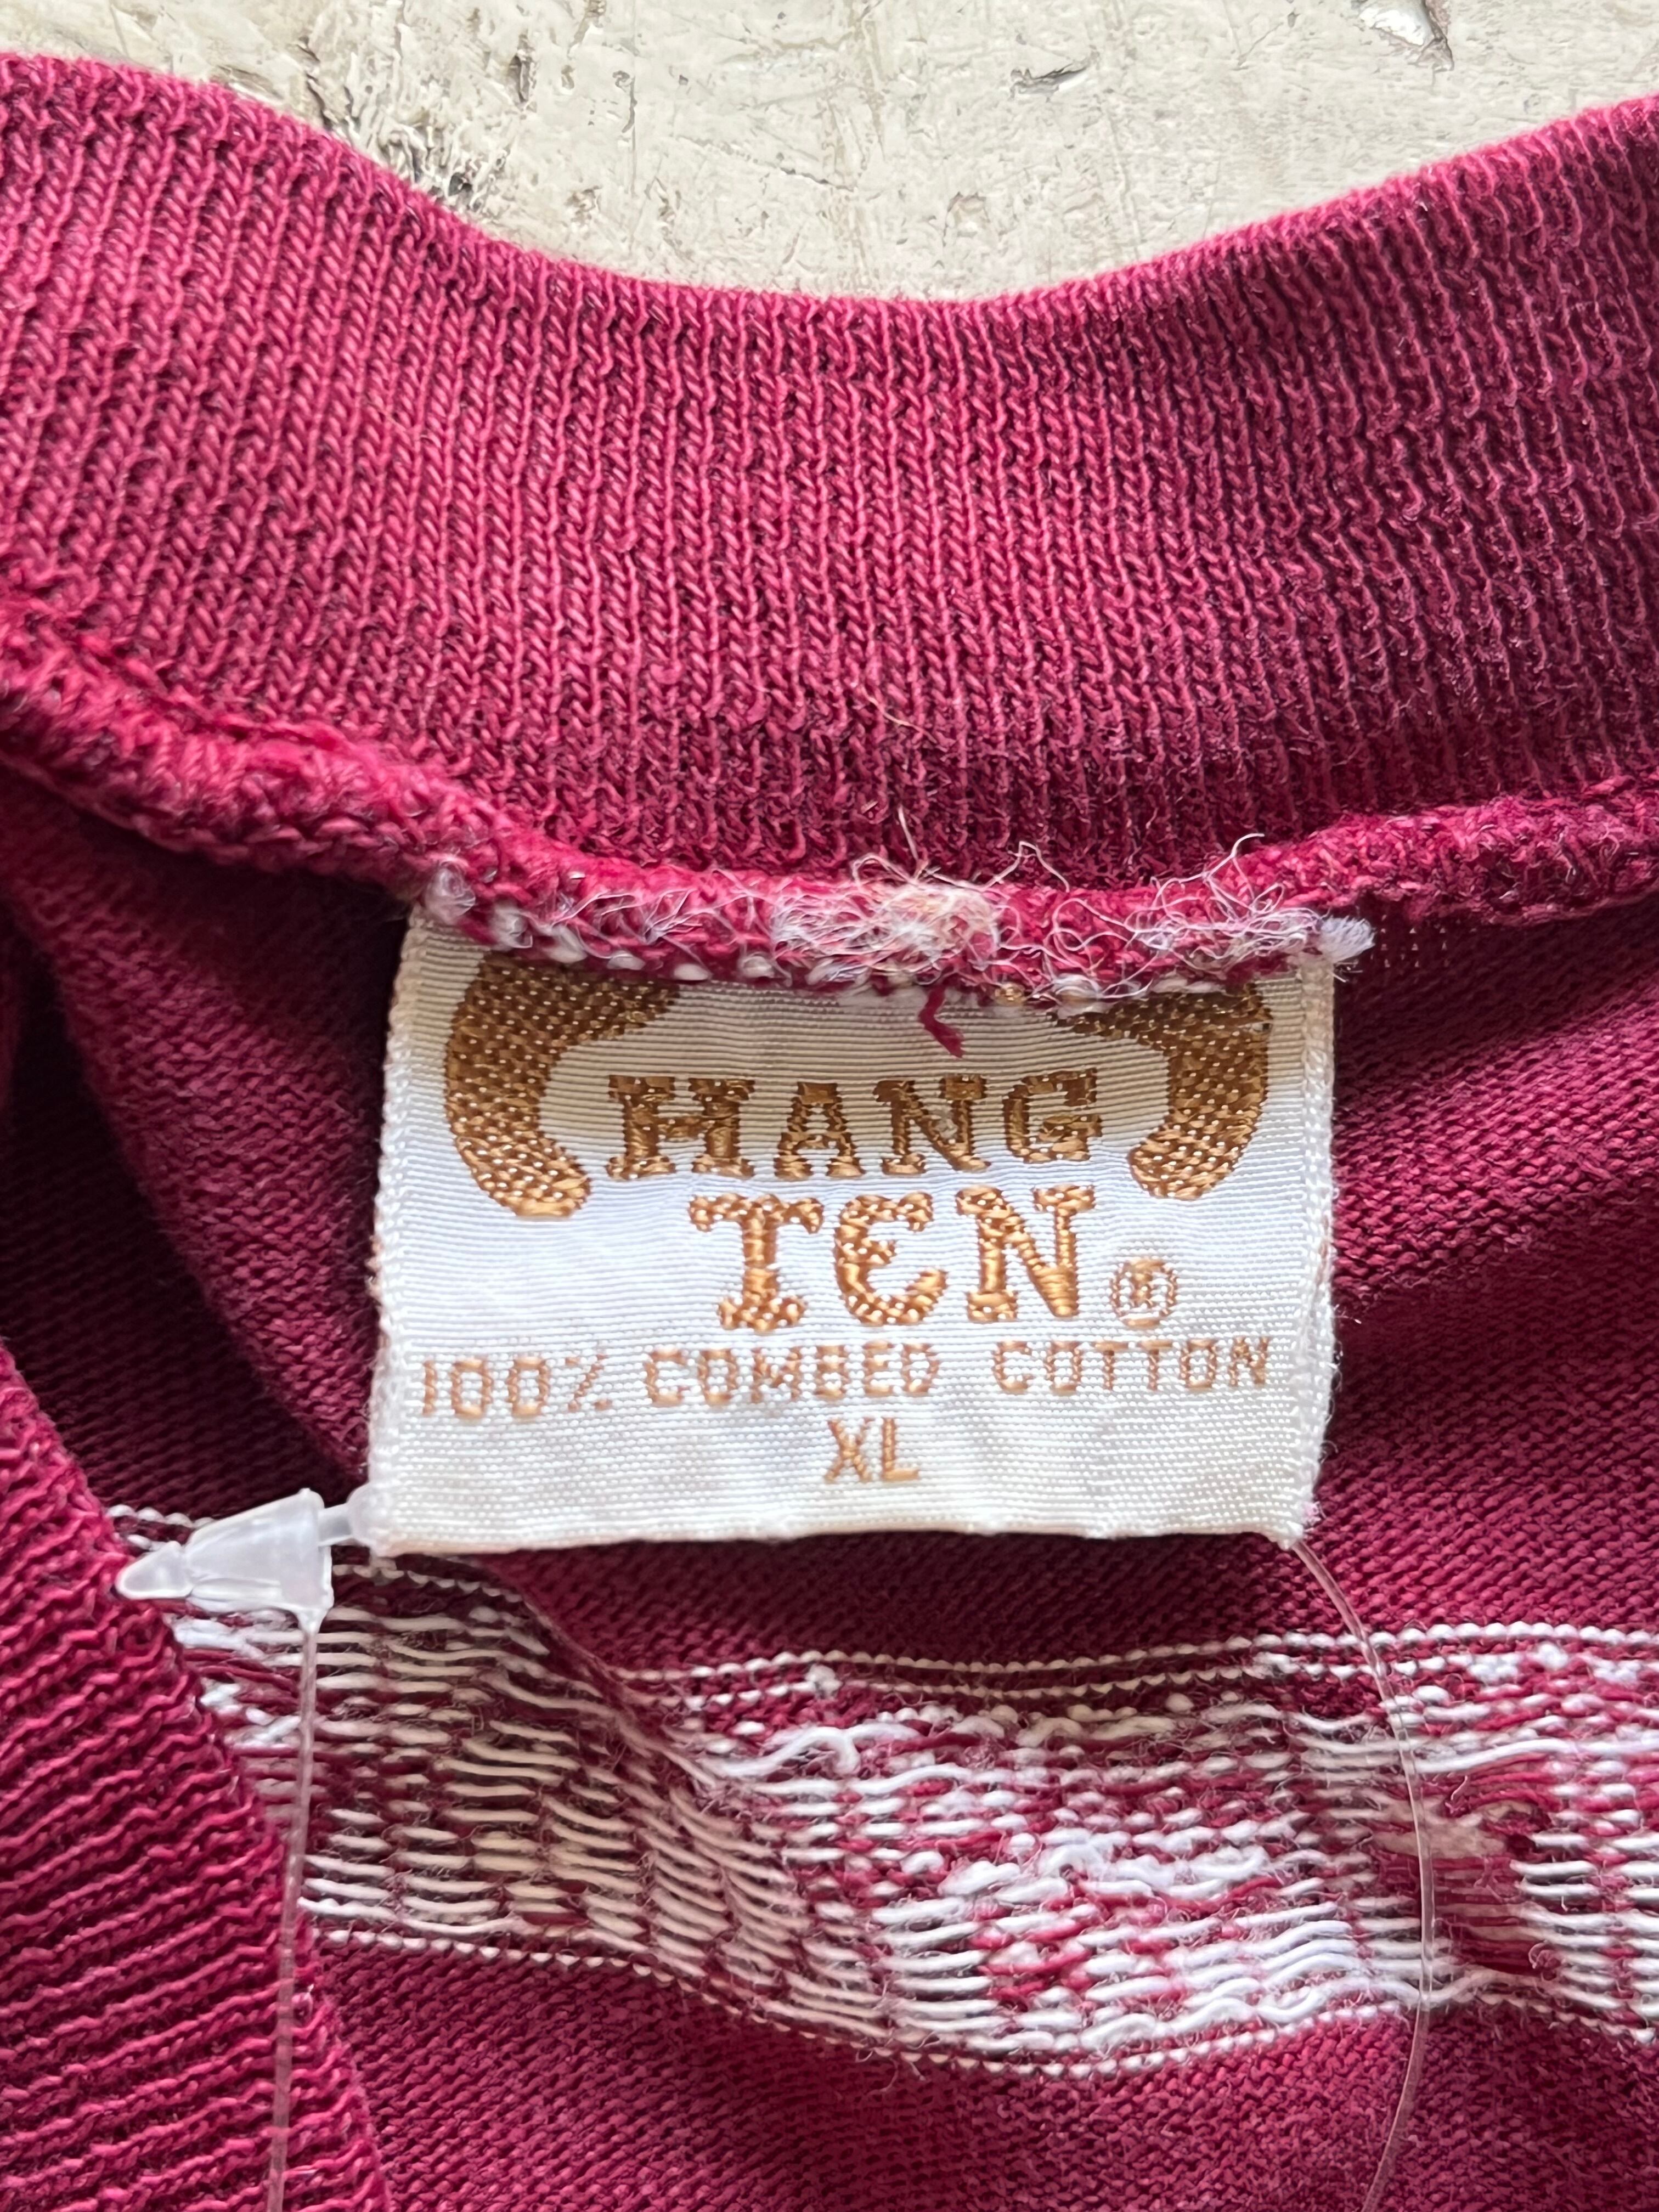 HANG
TEN®
100% COMBED COTTON
XL